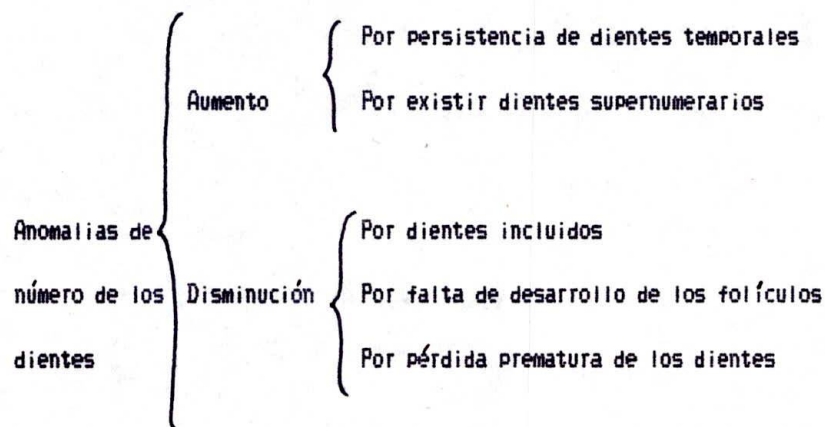 Por persistencia de dientes temporales
Aumento
Por existir dientes supernumerarios
Anomalias de
número de los
dientes
Por dientes incluidos
Disminución
Por falta de desarrollo de los folículos
Por pérdida prematura de los dientes